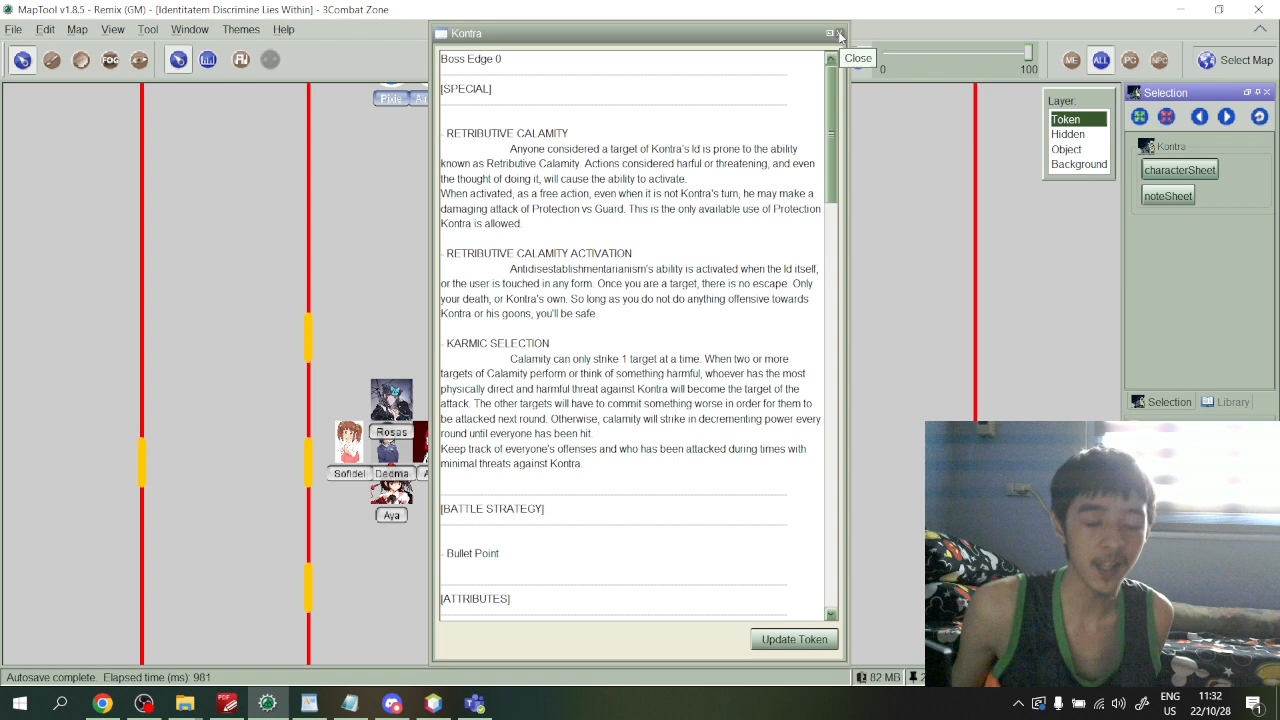 MapTool v1.8.5 - Remix (GM) - [Identitatem Discrimine Lies Within] - 3Combat Zone
File Edit Map View Tool Window Themes Help
FOG
0
100
ME ALL PC NPC
Select Map
Kontra
Close
Boss Edge 0
[SPECIAL]
- RETRIBUTIVE CALAMITY
Anyone considered a target of Kontra's Id is prone to the ability
known as Retributive Calamity. Actions considered harful or threatening, and even
the thought of doing it, will cause the ability to activate.
When activated, as a free action, even when it is not Kontra's turn, he may make a
damaging attack of Protection vs Guard. This is the only available use of Protection
Kontra is allowed.
- RETRIBUTIVE CALAMITY ACTIVATION
Antidisestablishmentarianism's ability is activated when the Id itself,
or the user is touched in any form. Once you are a target, there is no escape. Only
your death, or Kontra's own. So long as you do not do anything offensive towards
Kontra or his goons, you'll be safe.
- KARMIC SELECTION
Calamity can only strike 1 target at a time. When two or more
targets of Calamity perform or think of something harmful, whoever has the most
physically direct and harmful threat against Kontra will become the target of the
attack. The other targets will have to commit something worse in order for them to
be attacked next round. Otherwise, calamity will strike in decrementing power every
round until everyone has been hit.
Keep track of everyone's offenses and who has been attacked during times with
minimal threats against Kontra.
[BATTLE STRATEGY]
- Bullet Point
[ATTRIBUTES]
Update Token
Pixie
Rosas
Sofidel
Dedma
Aya
Layer:
Token
Hidden
Object
Background
Selection
Kontra
characterSheet
noteSheet
Selection
Library
Autosave complete. Elapsed time (ms): 981
82 MB
ENG
US
11:32
22/10/28